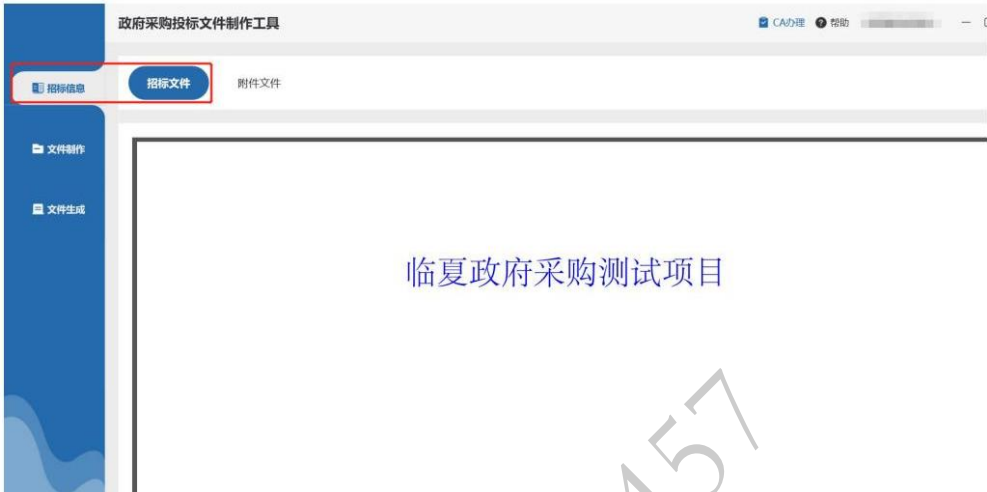 政府采购投标文件制作工具
CA办理 帮助
招标信息
招标文件 附件文件
文件制作
文件生成
临夏政府采购测试项目
457